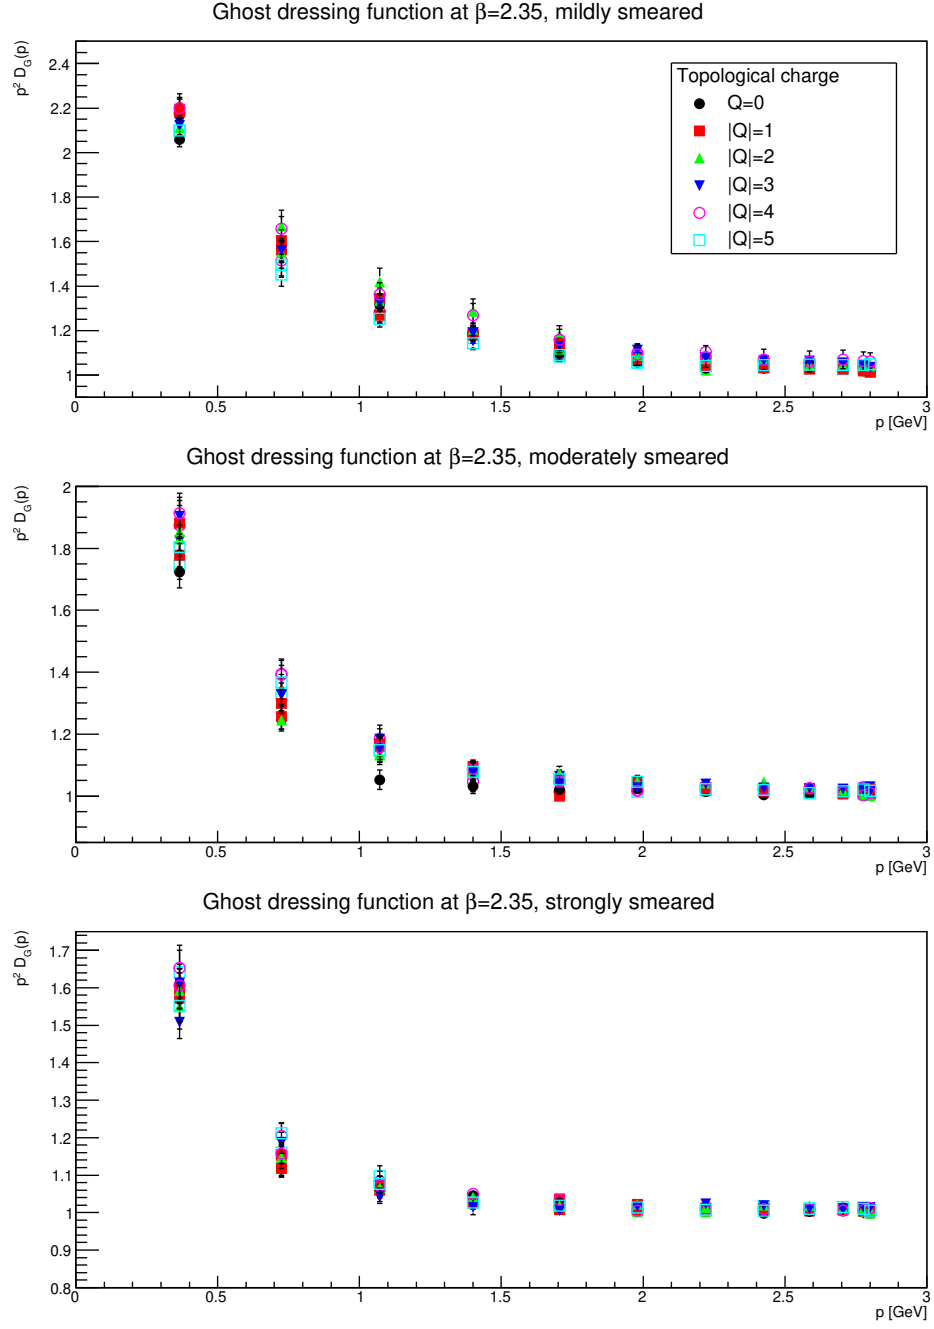 Ghost dressing function at β=2.35, mildly smeared
p² D_G(p)
2.4
2.2
2
1.8
1.6
1.4
1.2
1
Topological charge
Q=0
|Q|=1
|Q|=2
|Q|=3
|Q|=4
|Q|=5
0 0.5 1 1.5 2 2.5 3
p [GeV]
Ghost dressing function at β=2.35, moderately smeared
p² D_G(p)
2
1.8
1.6
1.4
1.2
1
0 0.5 1 1.5 2 2.5 3
p [GeV]
Ghost dressing function at β=2.35, strongly smeared
p² D_G(p)
1.7
1.6
1.5
1.4
1.3
1.2
1.1
1
0.9
0.8
0 0.5 1 1.5 2 2.5 3
p [GeV]